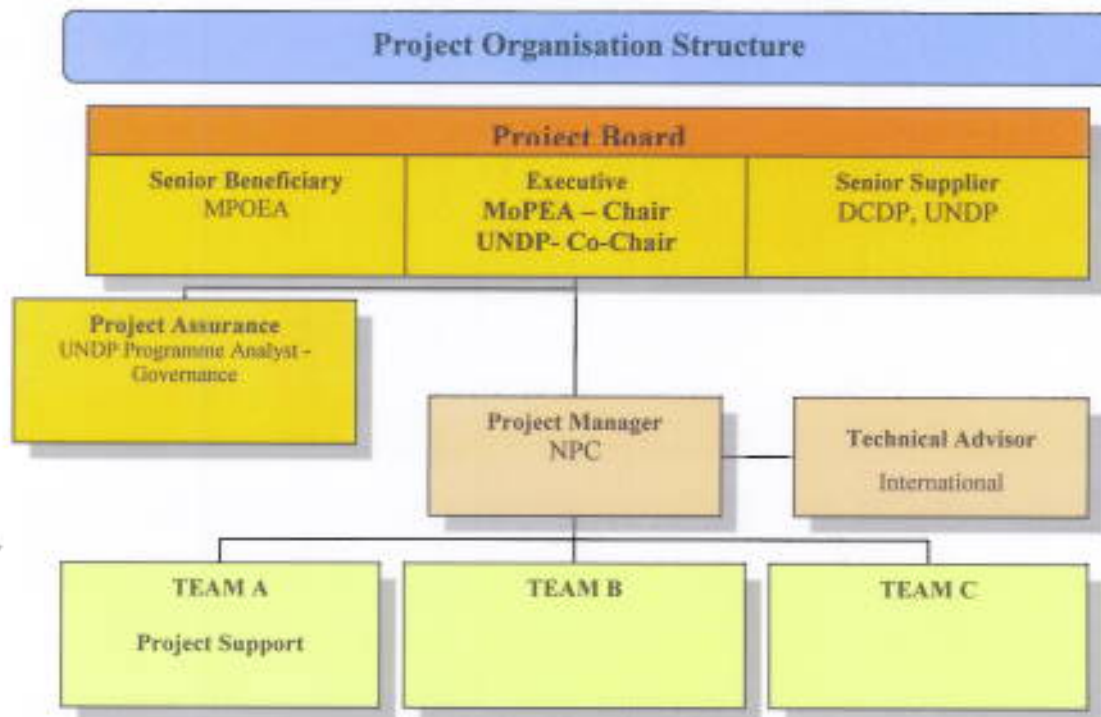 Project Organisation Structure
Project Board
Senior Beneficiary
MPOEA
Executive
MoPEA – Chair
UNDP- Co-Chair
Senior Supplier
DCDP, UNDP
Project Assurance
UNDP Programme Analyst -
Governance
Project Manager
NPC
Technical Advisor
International
TEAM A
Project Support
TEAM B
TEAM C